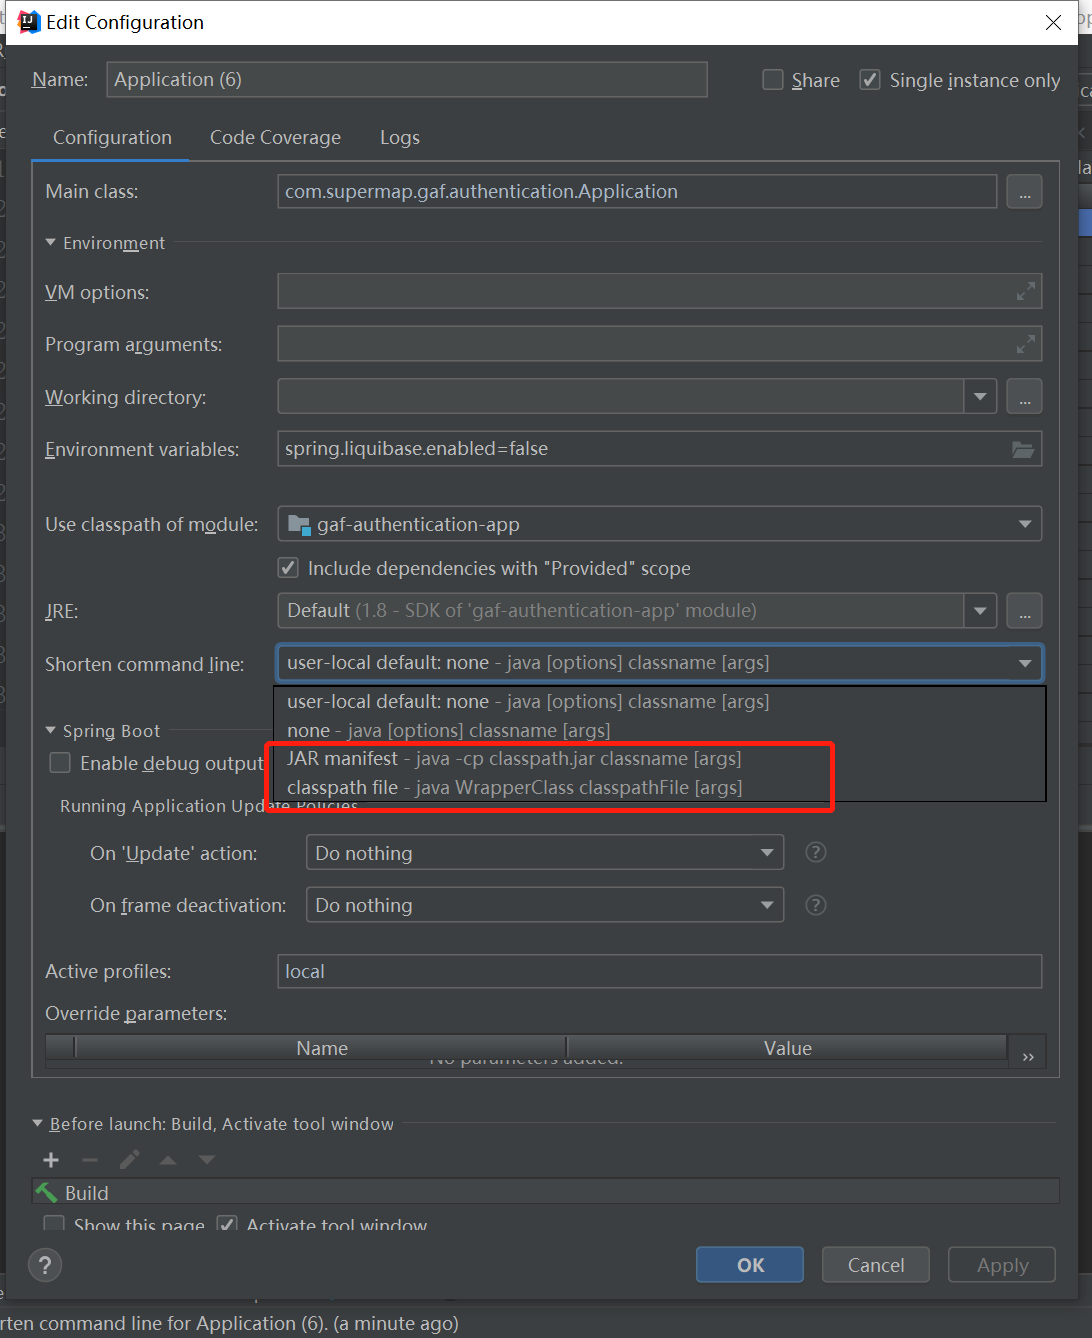 Edit Configuration
Name: Application (6) Share Single instance only
Configuration Code Coverage Logs
Main class: com.supermap.gaf.authentication.Application ...
Environment
VM options:
Program arguments:
Working directory: ...
Environment variables: spring.liquibase.enabled=false
Use classpath of module: gaf-authentication-app
Include dependencies with "Provided" scope
JRE: Default (1.8 - SDK of 'gaf-authentication-app' module) ...
Shorten command line: user-local default: none - java [options] classname [args]
user-local default: none - java [options] classname [args]
none - java [options] classname [args]
Spring Boot
JAR manifest - java -cp classpath.jar classname [args]
Enable debug output
classpath file - java WrapperClass classpathFile [args]
Running Application Update Policies
On 'Update' action: Do nothing ?
On frame deactivation: Do nothing ?
Active profiles: local
Override parameters:
Name Value
No parameters added. »
Before launch: Build, Activate tool window
Build
Show this page Activate tool window
? OK Cancel Apply
rten command line for Application (6). (a minute ago)